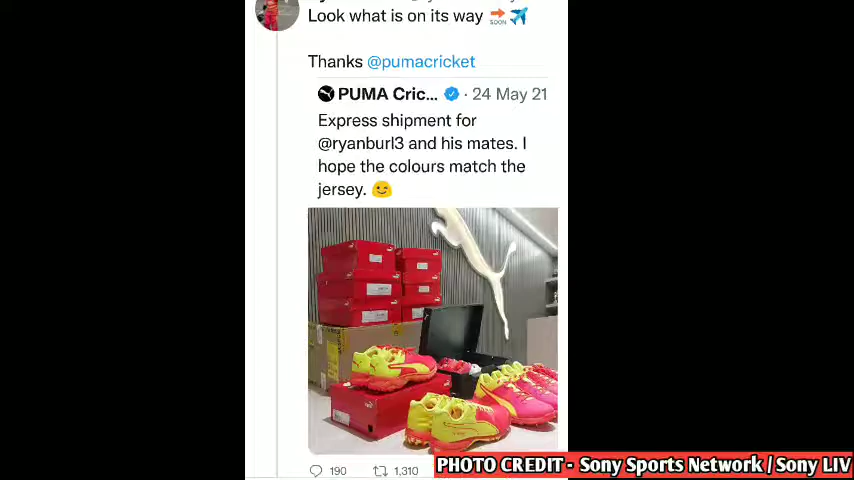 Look what is on its way SOON
Thanks @pumacricket
PUMA Cric... · 24 May 21
Express shipment for
@ryanburl3 and his mates. I
hope the colours match the
jersey.
190 1,310
PHOTO CREDIT - Sony Sports Network / Sony LIV